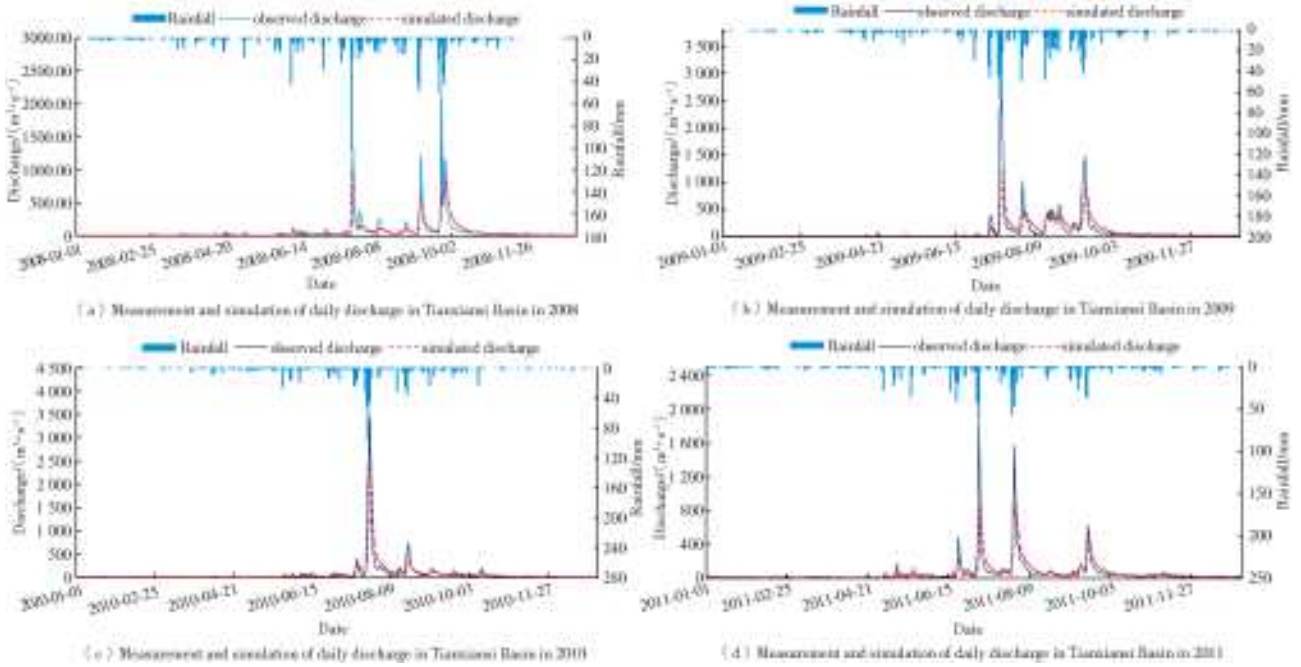 Rainfall observed discharge simulated discharge
3000.00
2500.00
2000.00
1500.00
1000.00
500.00
0
Discharge/(m³·s⁻¹)
0
20
40
60
80
100
120
140
160
180
Rainfall/mm
2008-01-01 2008-02-25 2008-04-20 2008-06-14 2008-08-08 2008-10-02 2008-11-26
Date
(a) Measurement and simulation of daily discharge in Tianxiansi Basin in 2008
Rainfall observed discharge simulated discharge
3 500
3 000
2 500
2 000
1 500
1 000
500
0
Discharge/(m³·s⁻¹)
0
20
40
60
80
100
120
140
160
180
200
Rainfall/mm
2009-01-01 2009-02-25 2009-04-21 2009-06-15 2009-08-09 2009-10-03 2009-11-27
Date
(b) Measurement and simulation of daily discharge in Tianxiansi Basin in 2009
Rainfall observed discharge simulated discharge
4 500
4 000
3 500
3 000
2 500
2 000
1 500
1 000
500
0
Discharge/(m³·s⁻¹)
0
40
80
120
160
200
260
Rainfall/mm
2010-01-01 2010-02-25 2010-04-21 2010-06-15 2010-08-09 2010-10-03 2010-11-27
Date
(c) Measurement and simulation of daily discharge in Tianxiansi Basin in 2010
Rainfall observed discharge simulated discharge
2 400
2 000
1 600
1 200
800
400
0
Discharge/(m³·s⁻¹)
0
50
100
150
200
250
Rainfall/mm
2011-01-01 2011-02-25 2011-04-21 2011-06-15 2011-08-09 2011-10-03 2011-11-27
Date
(d) Measurement and simulation of daily discharge in Tianxiansi Basin in 2011